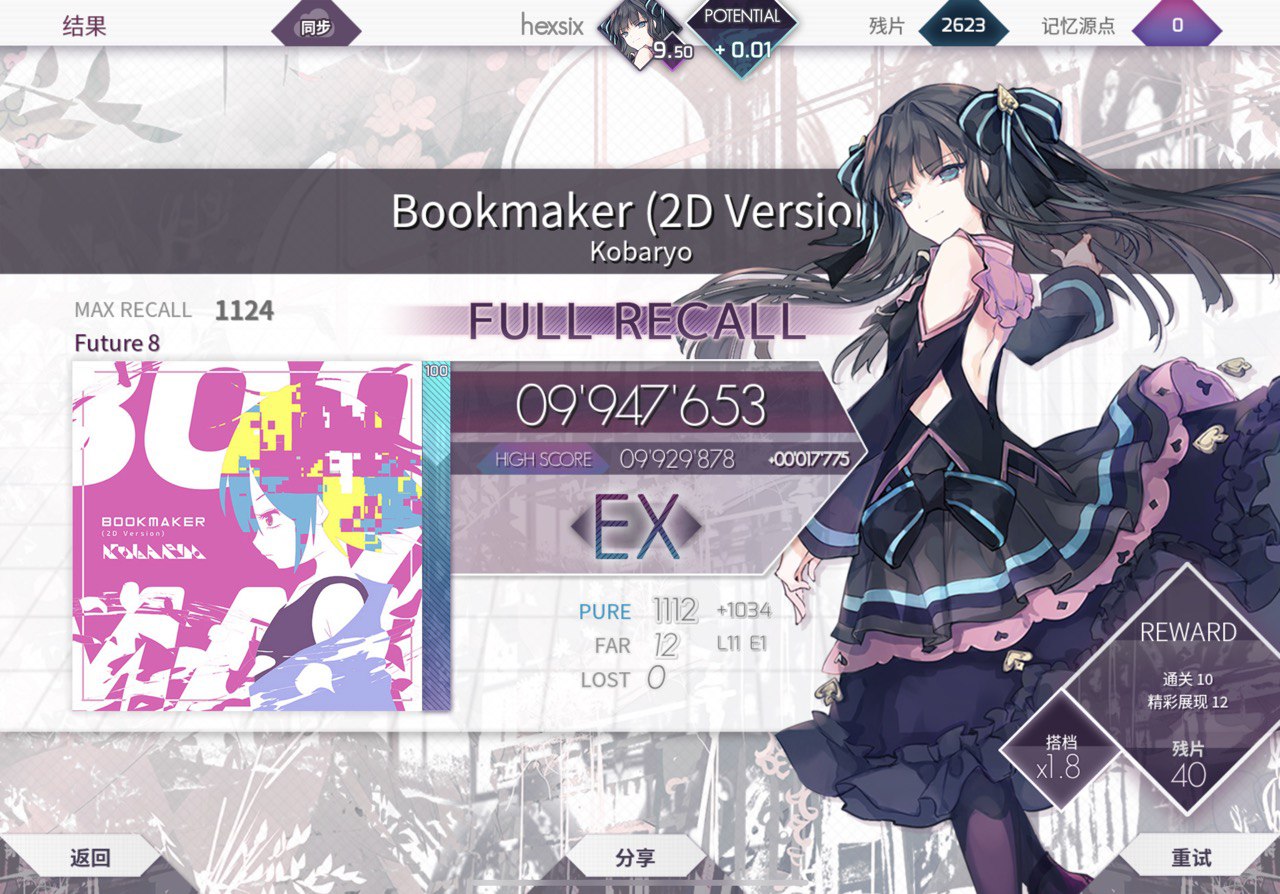 结果
同步
hexsix
9.50
POTENTIAL
+ 0.01
残片
2623
记忆源点
0
Bookmaker (2D Version
Kobaryo
MAX RECALL 1124
FULL RECALL
Future 8
100
09'947'653
HIGH SCORE 09'929'878 +00'017'775
EX
BOOKMAKER
(2D Version)
KOBARYO
PURE 1112 +1034
FAR 12 L11 E1
LOST 0
REWARD
通关 10
精彩展现 12
残片
40
搭档
x1.8
返回
分享
重试